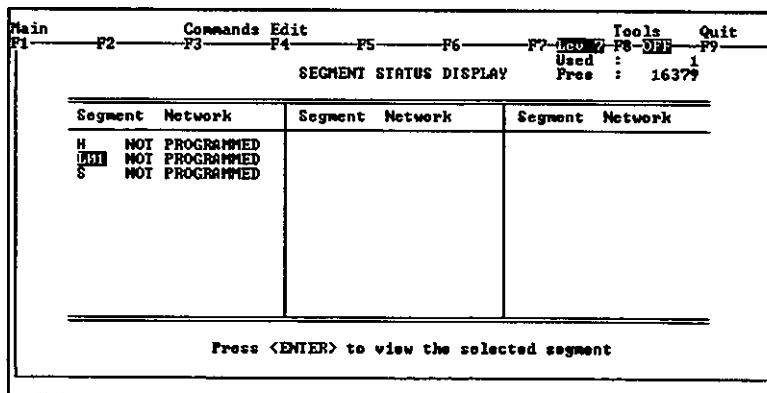 Main Commands Edit Tools Quit
F1 F2 F3 F4 F5 F6 F7 Lev ? F8 OFF F9
Used : 1
SEGMENT STATUS DISPLAY Free : 16379
Segment Network Segment Network Segment Network
H NOT PROGRAMMED
LM1 NOT PROGRAMMED
S NOT PROGRAMMED
Press <ENTER> to view the selected segment